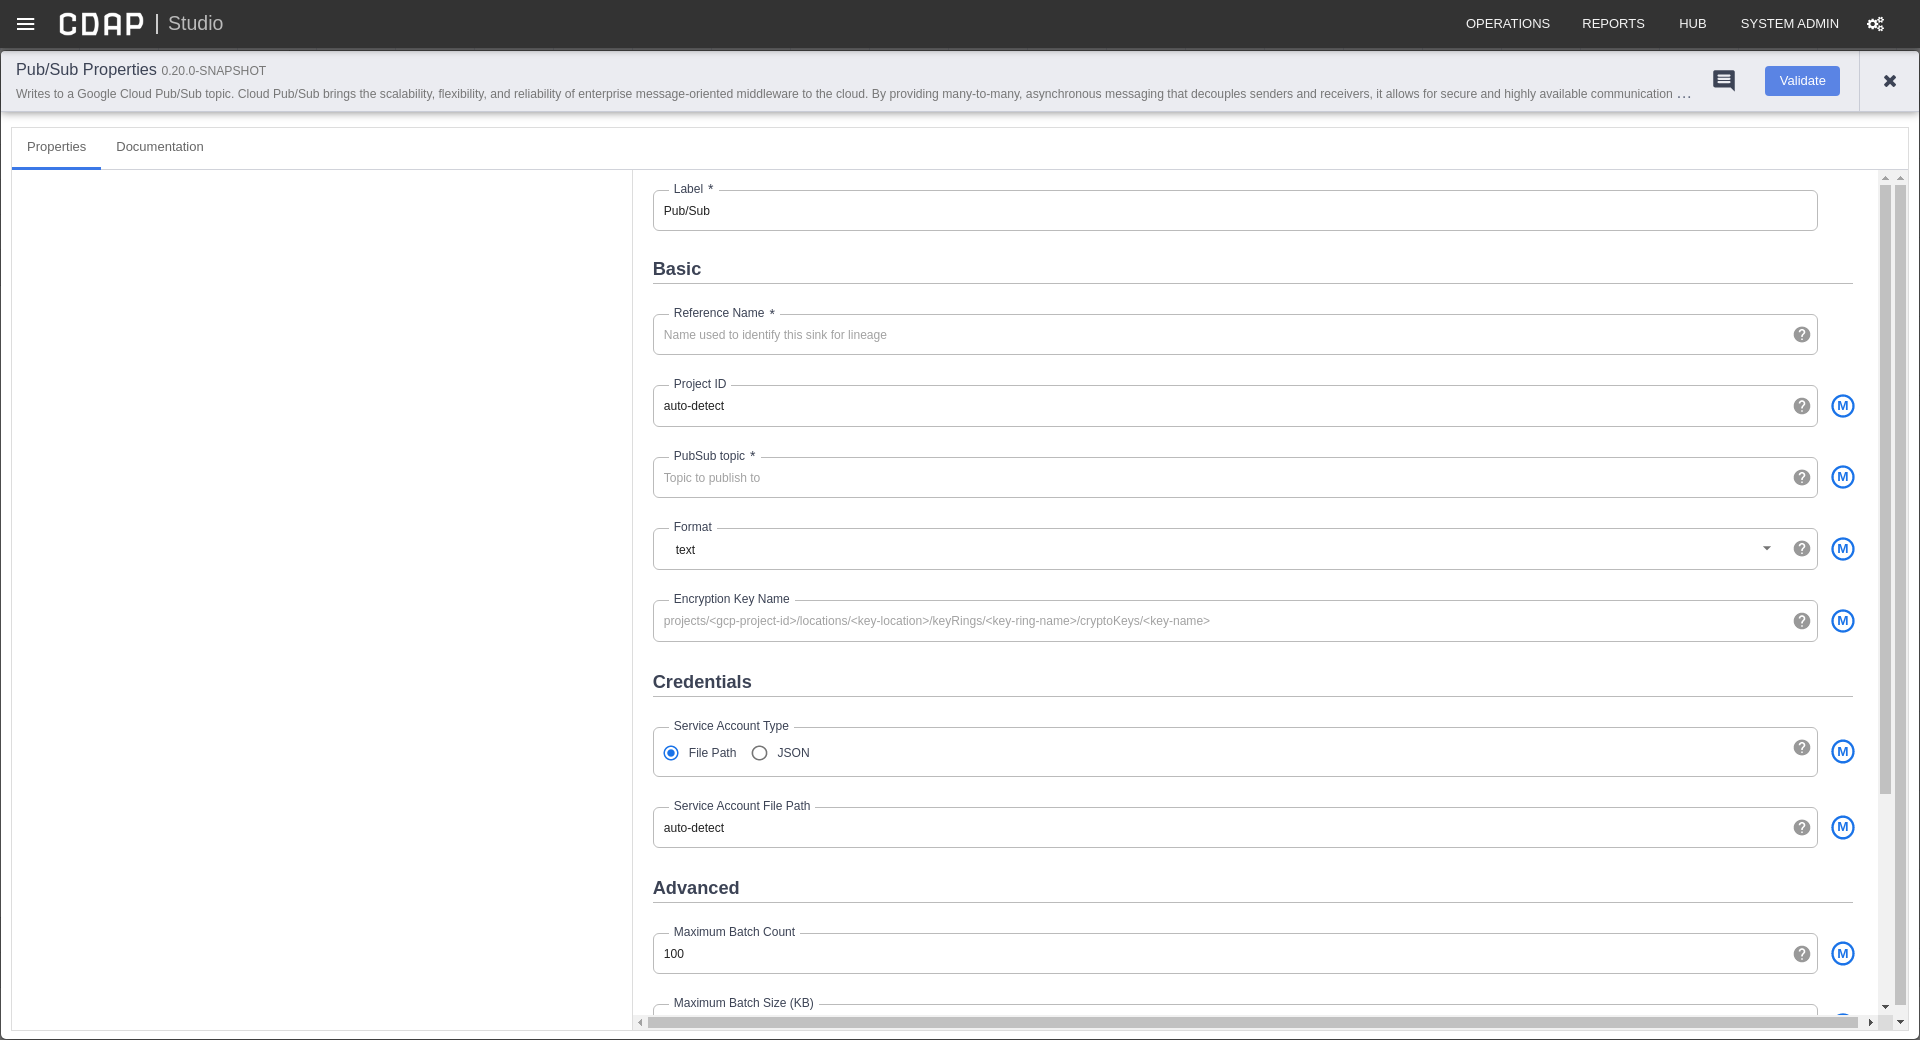 CDAP | Studio
OPERATIONS REPORTS HUB SYSTEM ADMIN
Pub/Sub Properties 0.20.0-SNAPSHOT
Writes to a Google Cloud Pub/Sub topic. Cloud Pub/Sub brings the scalability, flexibility, and reliability of enterprise message-oriented middleware to the cloud. By providing many-to-many, asynchronous messaging that decouples senders and receivers, it allows for secure and highly available communication ...
Validate
Properties Documentation
Label *
Pub/Sub
Basic
Reference Name *
Name used to identify this sink for lineage
Project ID
auto-detect
M
PubSub topic *
Topic to publish to
M
Format
text
M
Encryption Key Name
projects/<gcp-project-id>/locations/<key-location>/keyRings/<key-ring-name>/cryptoKeys/<key-name>
M
Credentials
Service Account Type
File Path JSON
M
Service Account File Path
auto-detect
M
Advanced
Maximum Batch Count
100
M
Maximum Batch Size (KB)